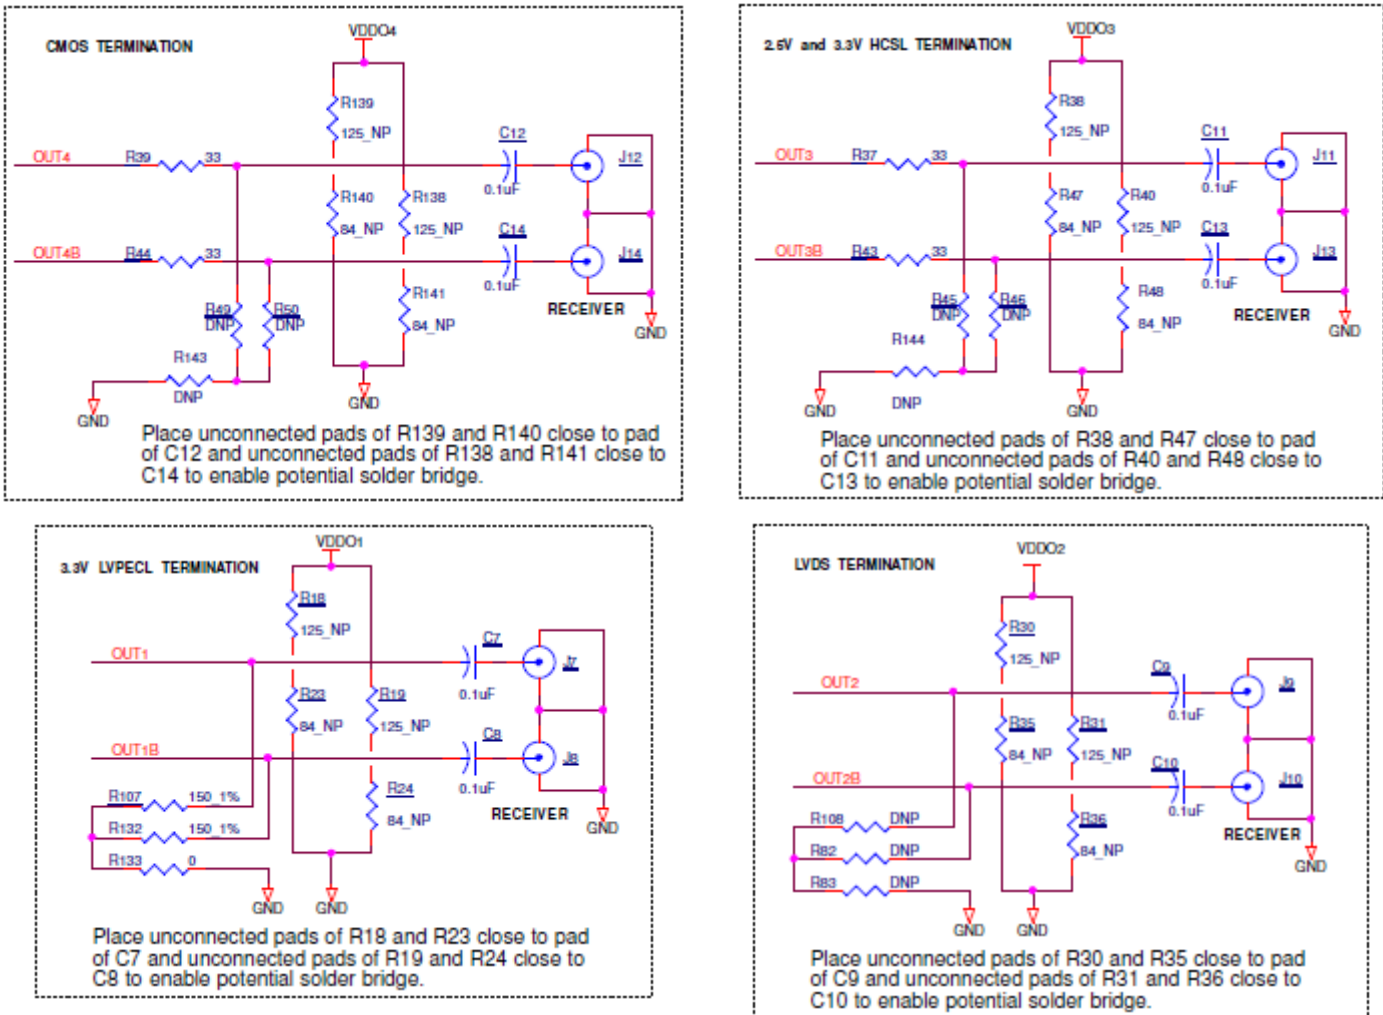 CMOS TERMINATION
VDDO4
R139
125_NP
C12
OUT4
R39
33
J12
0.1uF
R140
84_NP
R138
125_NP
C14
OUT4B
R44
33
J14
0.1uF
R141
84_NP
R49
DNP
R50
DNP
RECEIVER
GND
R143
DNP
GND
GND
Place unconnected pads of R139 and R140 close to pad
of C12 and unconnected pads of R138 and R141 close to
C14 to enable potential solder bridge.
2.5V and 3.3V HCSL TERMINATION
VDDO3
R38
125_NP
C11
OUT3
R37
33
J11
0.1uF
R47
84_NP
R40
125_NP
C13
OUT3B
R43
33
J13
0.1uF
R48
84_NP
R45
DNP
R46
DNP
RECEIVER
GND
R144
DNP
GND
GND
Place unconnected pads of R38 and R47 close to pad
of C11 and unconnected pads of R40 and R48 close to
C13 to enable potential solder bridge.
3.3V LVPECL TERMINATION
VDDO1
R18
125_NP
C7
OUT1
J7
0.1uF
R23
84_NP
R19
125_NP
C8
OUT1B
J8
0.1uF
R24
84_NP
R107
150_1%
R132
150_1%
R133
0
RECEIVER
GND
GND
GND
Place unconnected pads of R18 and R23 close to pad
of C7 and unconnected pads of R19 and R24 close to
C8 to enable potential solder bridge.
LVDS TERMINATION
VDDO2
R30
125_NP
C9
OUT2
J9
0.1uF
R35
84_NP
R31
125_NP
C10
OUT2B
J10
0.1uF
R36
84_NP
R108
DNP
R82
DNP
R83
DNP
RECEIVER
GND
GND
GND
Place unconnected pads of R30 and R35 close to pad
of C9 and unconnected pads of R31 and R36 close to
C10 to enable potential solder bridge.